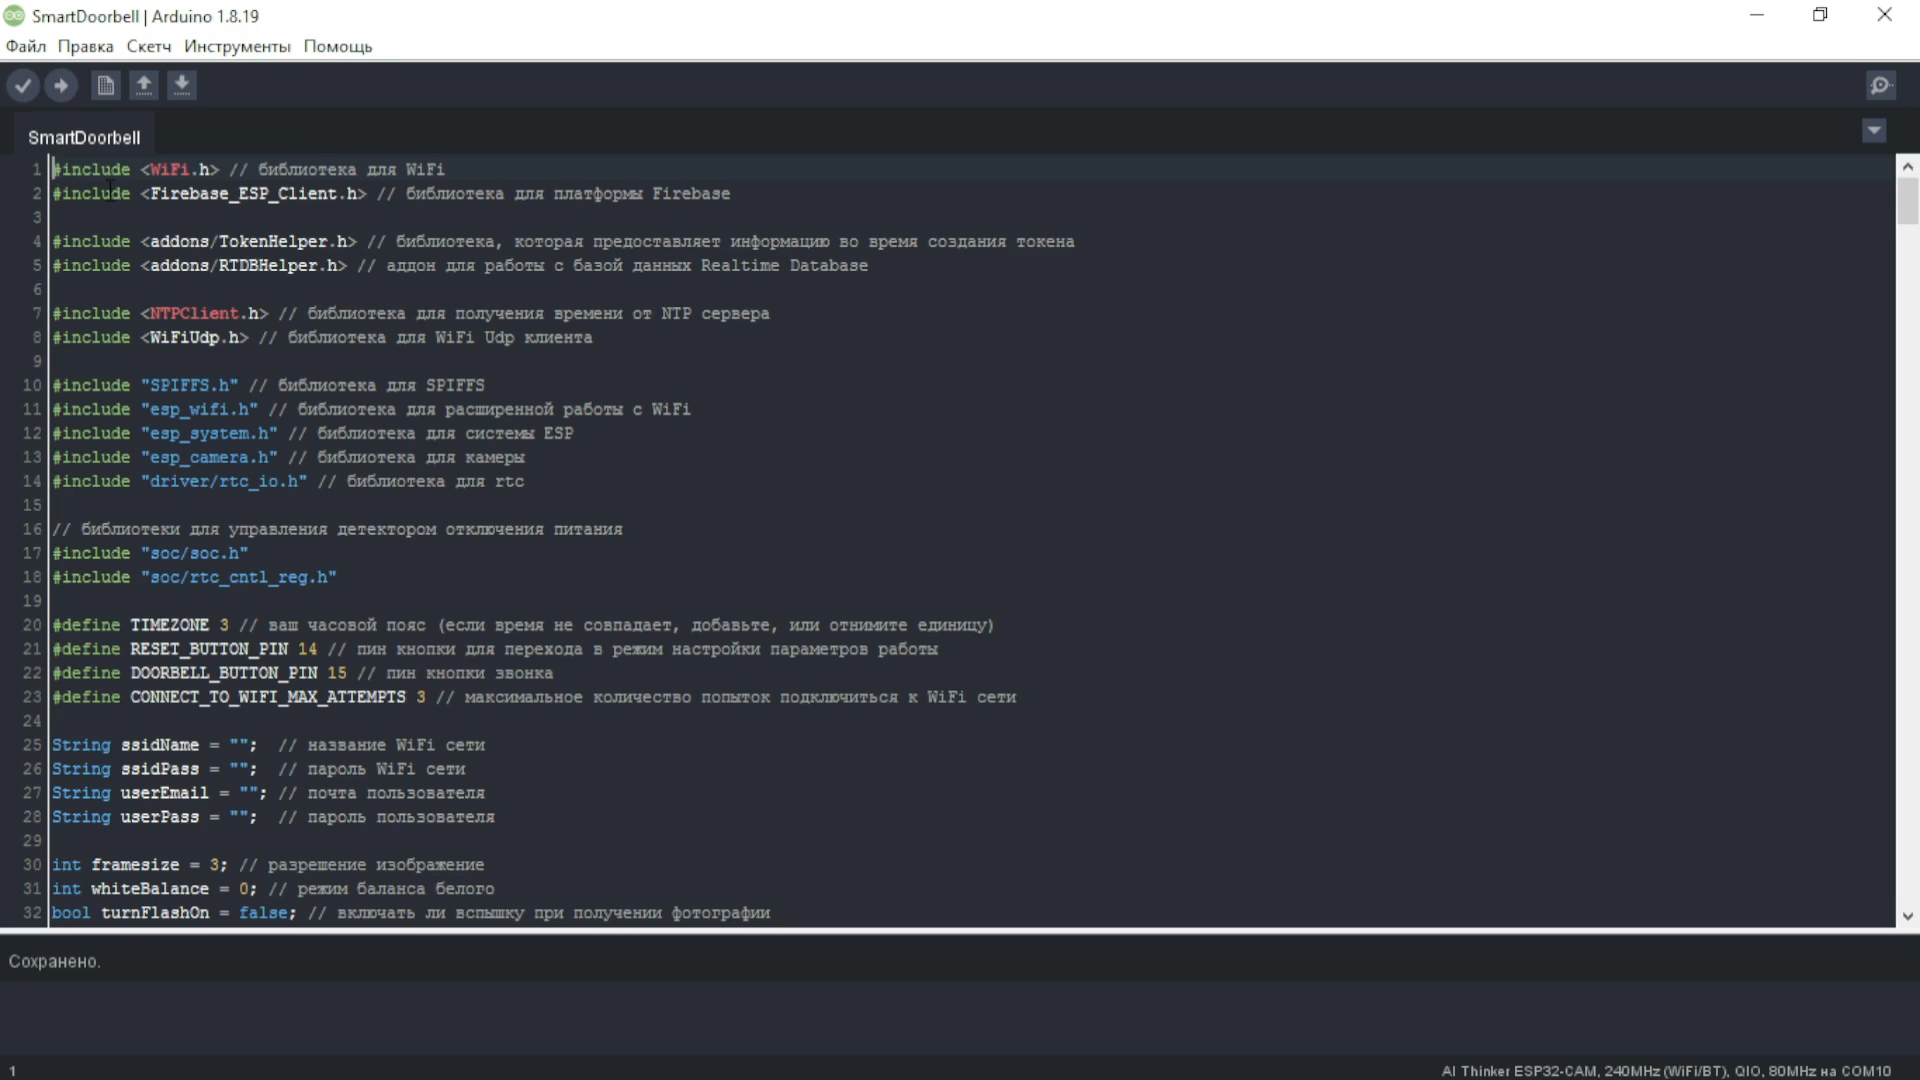 SmartDoorbell | Arduino 1.8.19
Файл Правка Скетч Инструменты Помощь
SmartDoorbell
1 #include <WiFi.h> // библиотека для WiFi
2 #include <Firebase_ESP_Client.h> // библиотека для платформы Firebase
3
4 #include <addons/TokenHelper.h> // библиотека, которая предоставляет информацию во время создания токена
5 #include <addons/RTDBHelper.h> // аддон для работы с базой данных Realtime Database
6
7 #include <NTPClient.h> // библиотека для получения времени от NTP сервера
8 #include <WiFiUdp.h> // библиотека для WiFi Udp клиента
9
10 #include "SPIFFS.h" // библиотека для SPIFFS
11 #include "esp_wifi.h" // библиотека для расширенной работы с WiFi
12 #include "esp_system.h" // библиотека для системы ESP
13 #include "esp_camera.h" // библиотека для камеры
14 #include "driver/rtc_io.h" // библиотека для rtc
15
16 // библиотеки для управления детектором отключения питания
17 #include "soc/soc.h"
18 #include "soc/rtc_cntl_reg.h"
19
20 #define TIMEZONE 3 // ваш часовой пояс (если время не совпадает, добавьте, или отнимите единицу)
21 #define RESET_BUTTON_PIN 14 // пин кнопки для перехода в режим настройки параметров работы
22 #define DOORBELL_BUTTON_PIN 15 // пин кнопки звонка
23 #define CONNECT_TO_WIFI_MAX_ATTEMPTS 3 // максимальное количество попыток подключиться к WiFi сети
24
25 String ssidName = ""; // название WiFi сети
26 String ssidPass = ""; // пароль WiFi сети
27 String userEmail = ""; // почта пользователя
28 String userPass = ""; // пароль пользователя
29
30 int framesize = 3; // разрешение изображение
31 int whiteBalance = 0; // режим баланса белого
32 bool turnFlashOn = false; // включать ли вспышку при получении фотографии
Сохранено.
1
AI Thinker ESP32-CAM, 240MHz (WiFi/BT), QIO, 80MHz на COM10